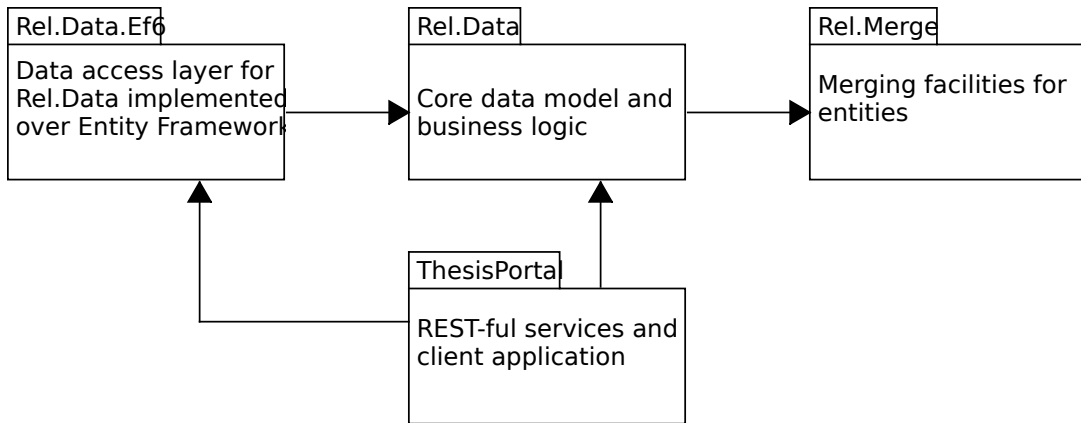 Rel.Data.Ef6
Data access layer for
Rel.Data implemented
over Entity Framework
Rel.Data
Core data model and
business logic
Rel.Merge
Merging facilities for
entities
ThesisPortal
REST-ful services and
client application